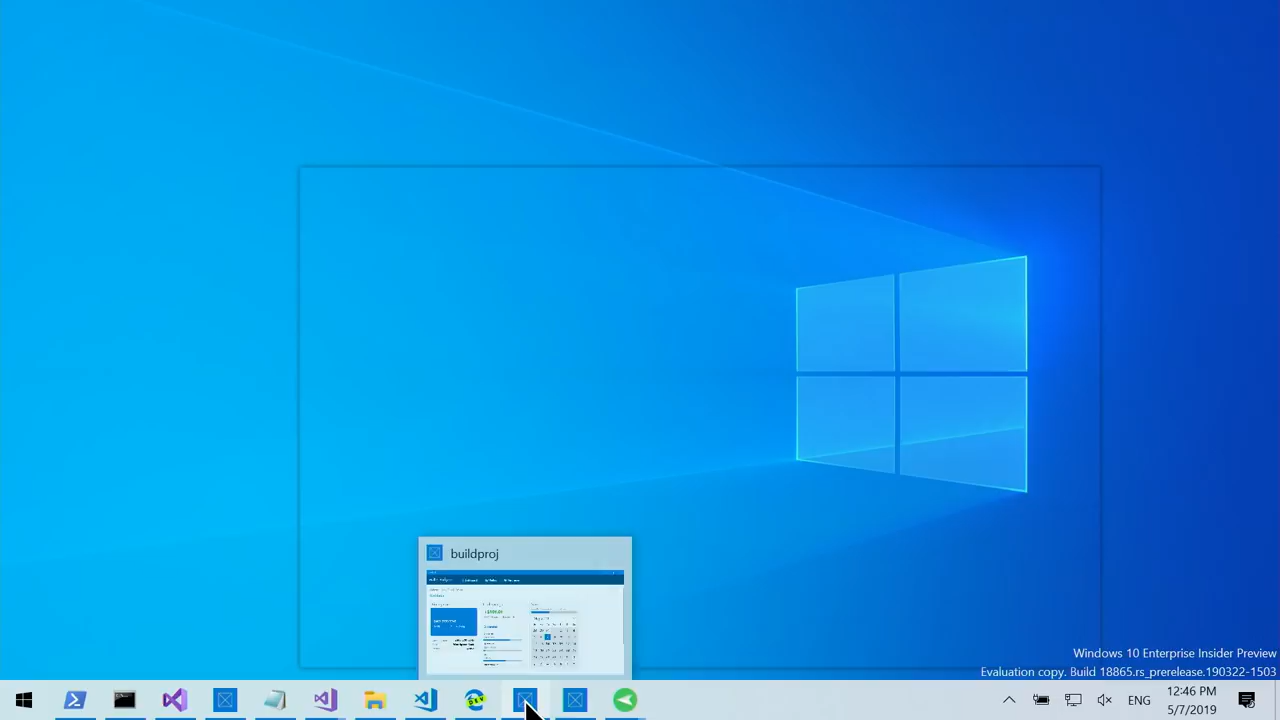 buildproj
Windows 10 Enterprise Insider Preview
Evaluation copy. Build 18865.rs_prerelease.190322-1503
ENG
12:46 PM
5/7/2019